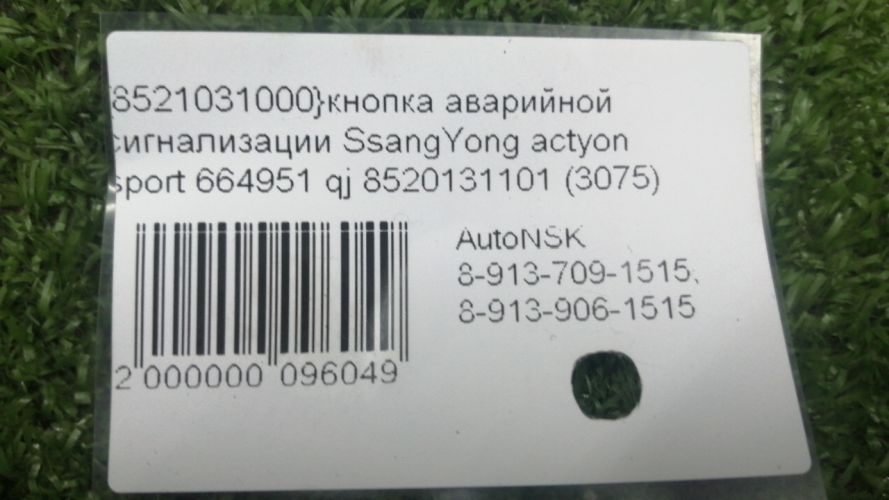 {8521031000}кнопка аварийной
сигнализации SsangYong actyon
sport 664951 qj 8520131101 (3075)
AutoNSK
8-913-709-1515,
8-913-906-1515
2 000000 096049